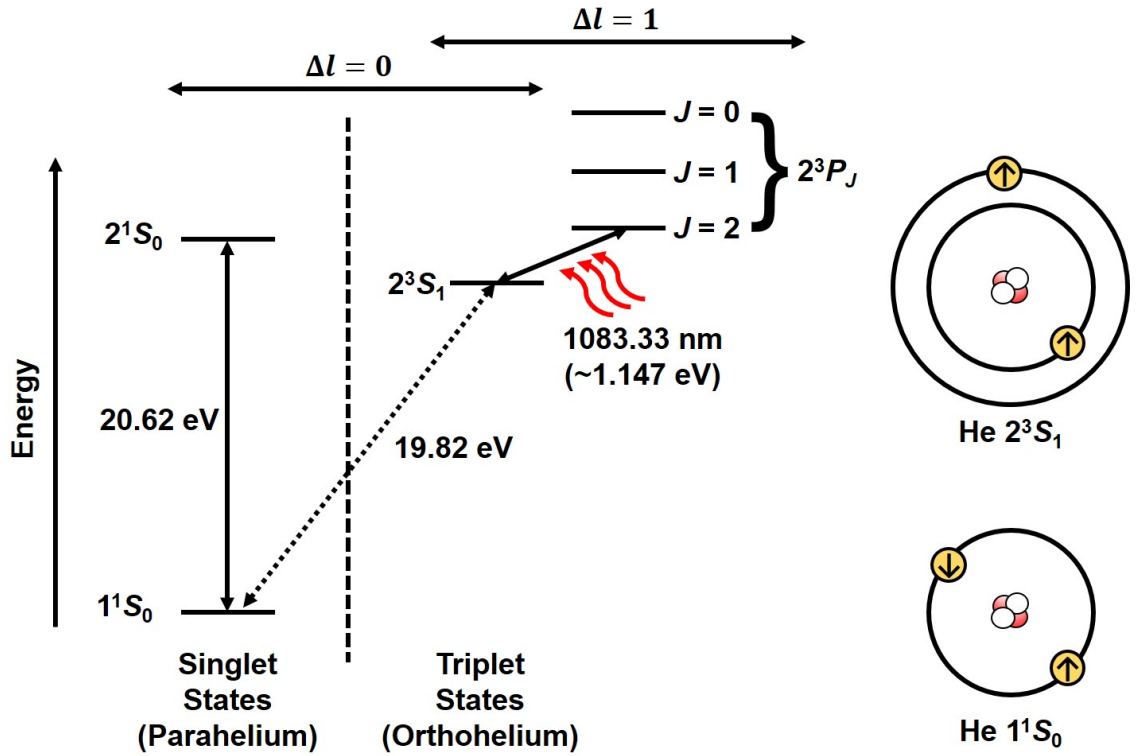 Δl = 1
Δl = 0
J = 0
J = 1
2³P_J
J = 2
2¹S₀
2³S₁
1083.33 nm
(~1.147 eV)
Energy
20.62 eV
19.82 eV
1¹S₀
Singlet
States
(Parahelium)
Triplet
States
(Orthohelium)
He 2³S₁
He 1¹S₀